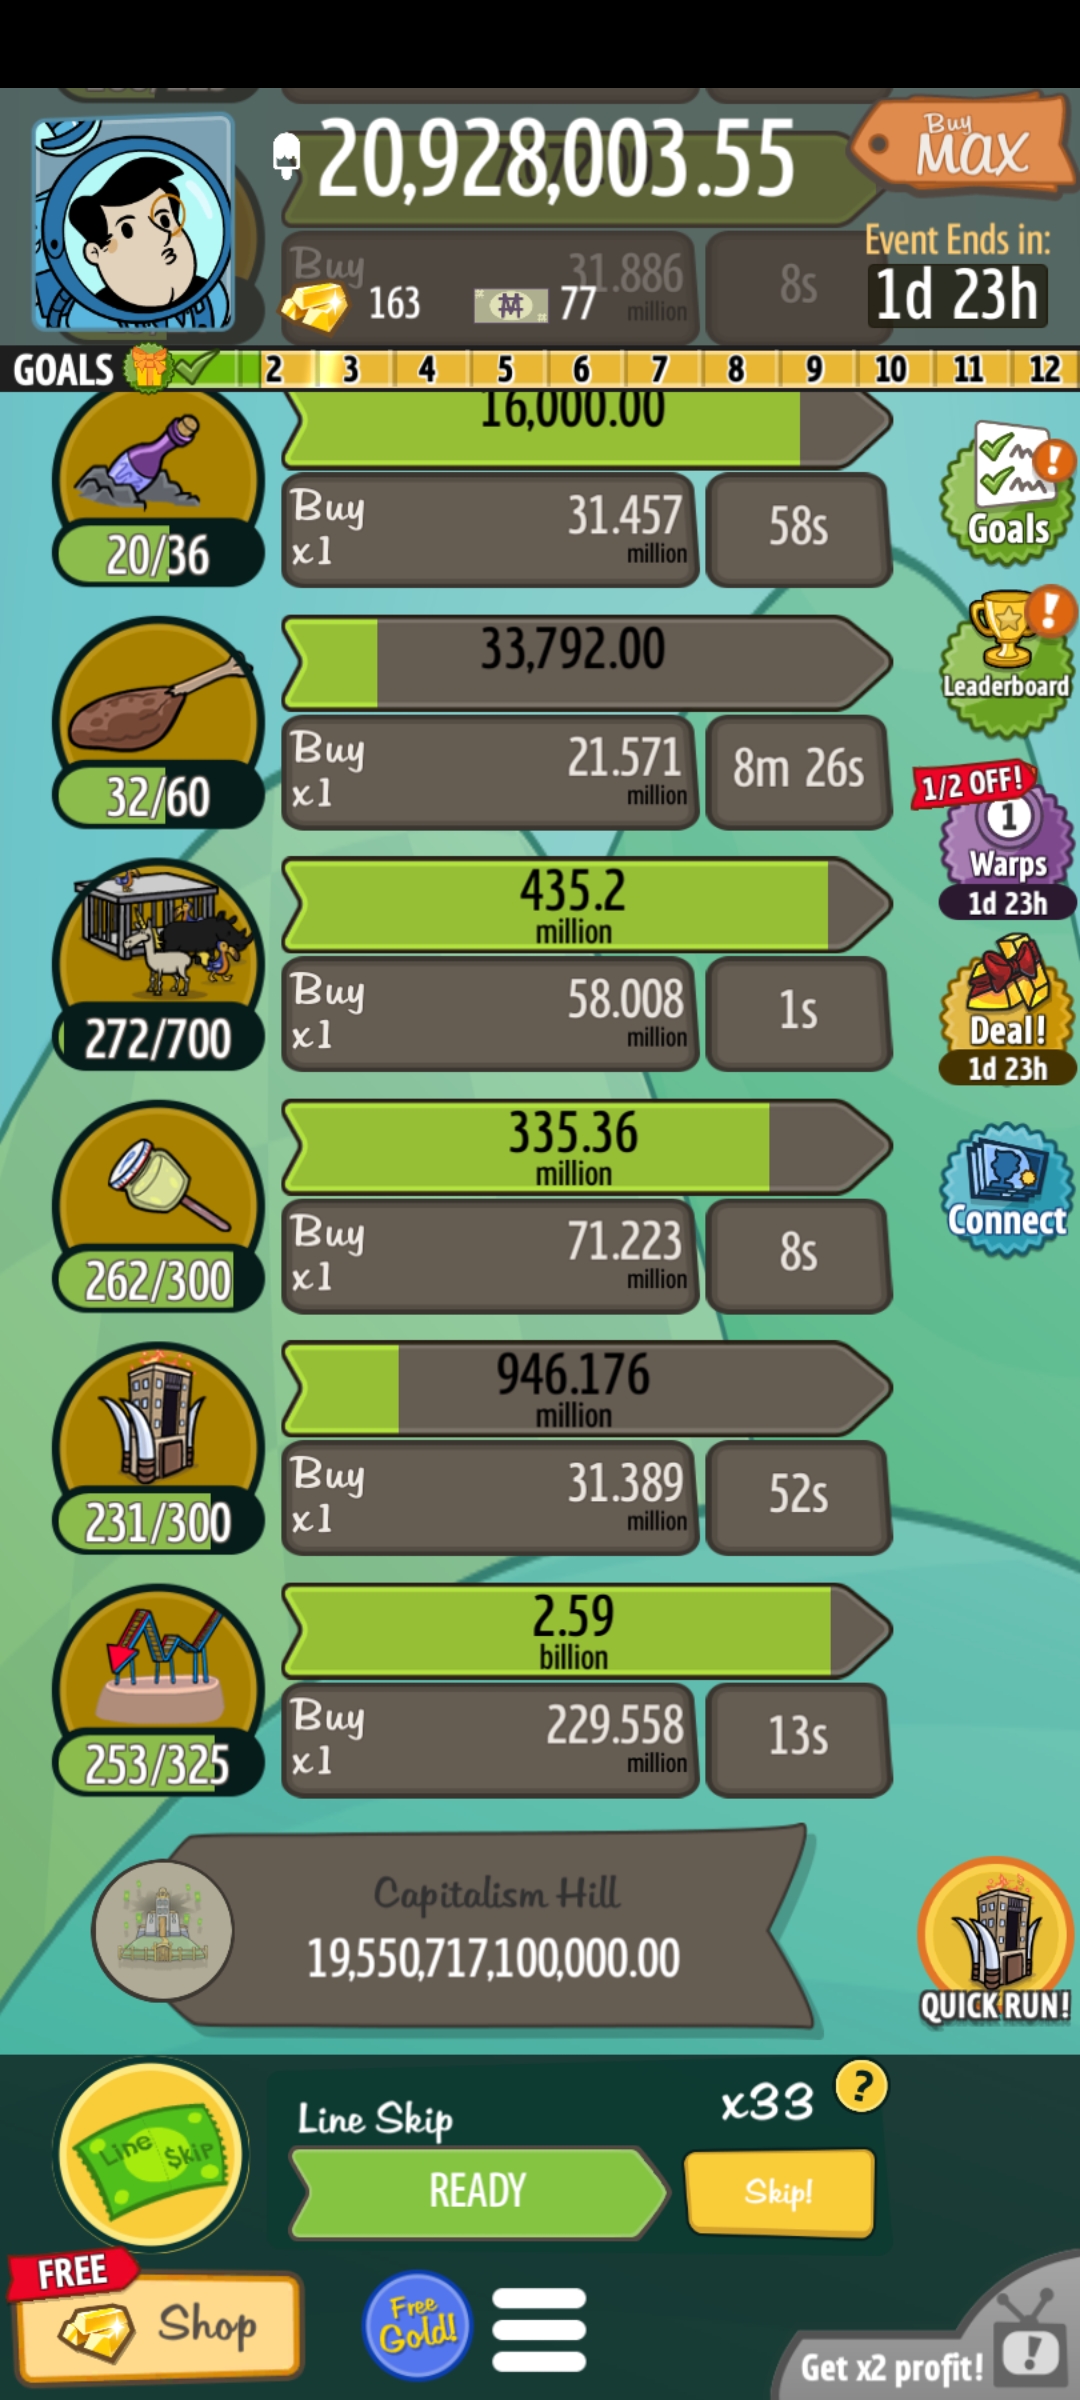 20,928,003.55
Buy
MAX
Buy
31.886
million
8s
163
77
Event Ends in:
1d 23h
GOALS
2 3 4 5 6 7 8 9 10 11 12
16,000.00
20/36
Buy
x1
31.457
million
58s
Goals
33,792.00
32/60
Buy
x1
21.571
million
8m 26s
Leaderboard
1/2 OFF!
1
Warps
1d 23h
435.2
million
272/700
Buy
x1
58.008
million
1s
Deal!
1d 23h
335.36
million
262/300
Buy
x1
71.223
million
8s
Connect
946.176
million
231/300
Buy
x1
31.389
million
52s
2.59
billion
253/325
Buy
x1
229.558
million
13s
Capitalism Hill
19,550,717,100,000.00
QUICK RUN!
Line $kip
Line Skip
x33
?
READY
Skip!
FREE
Shop
Free
Gold!
Get x2 profit!